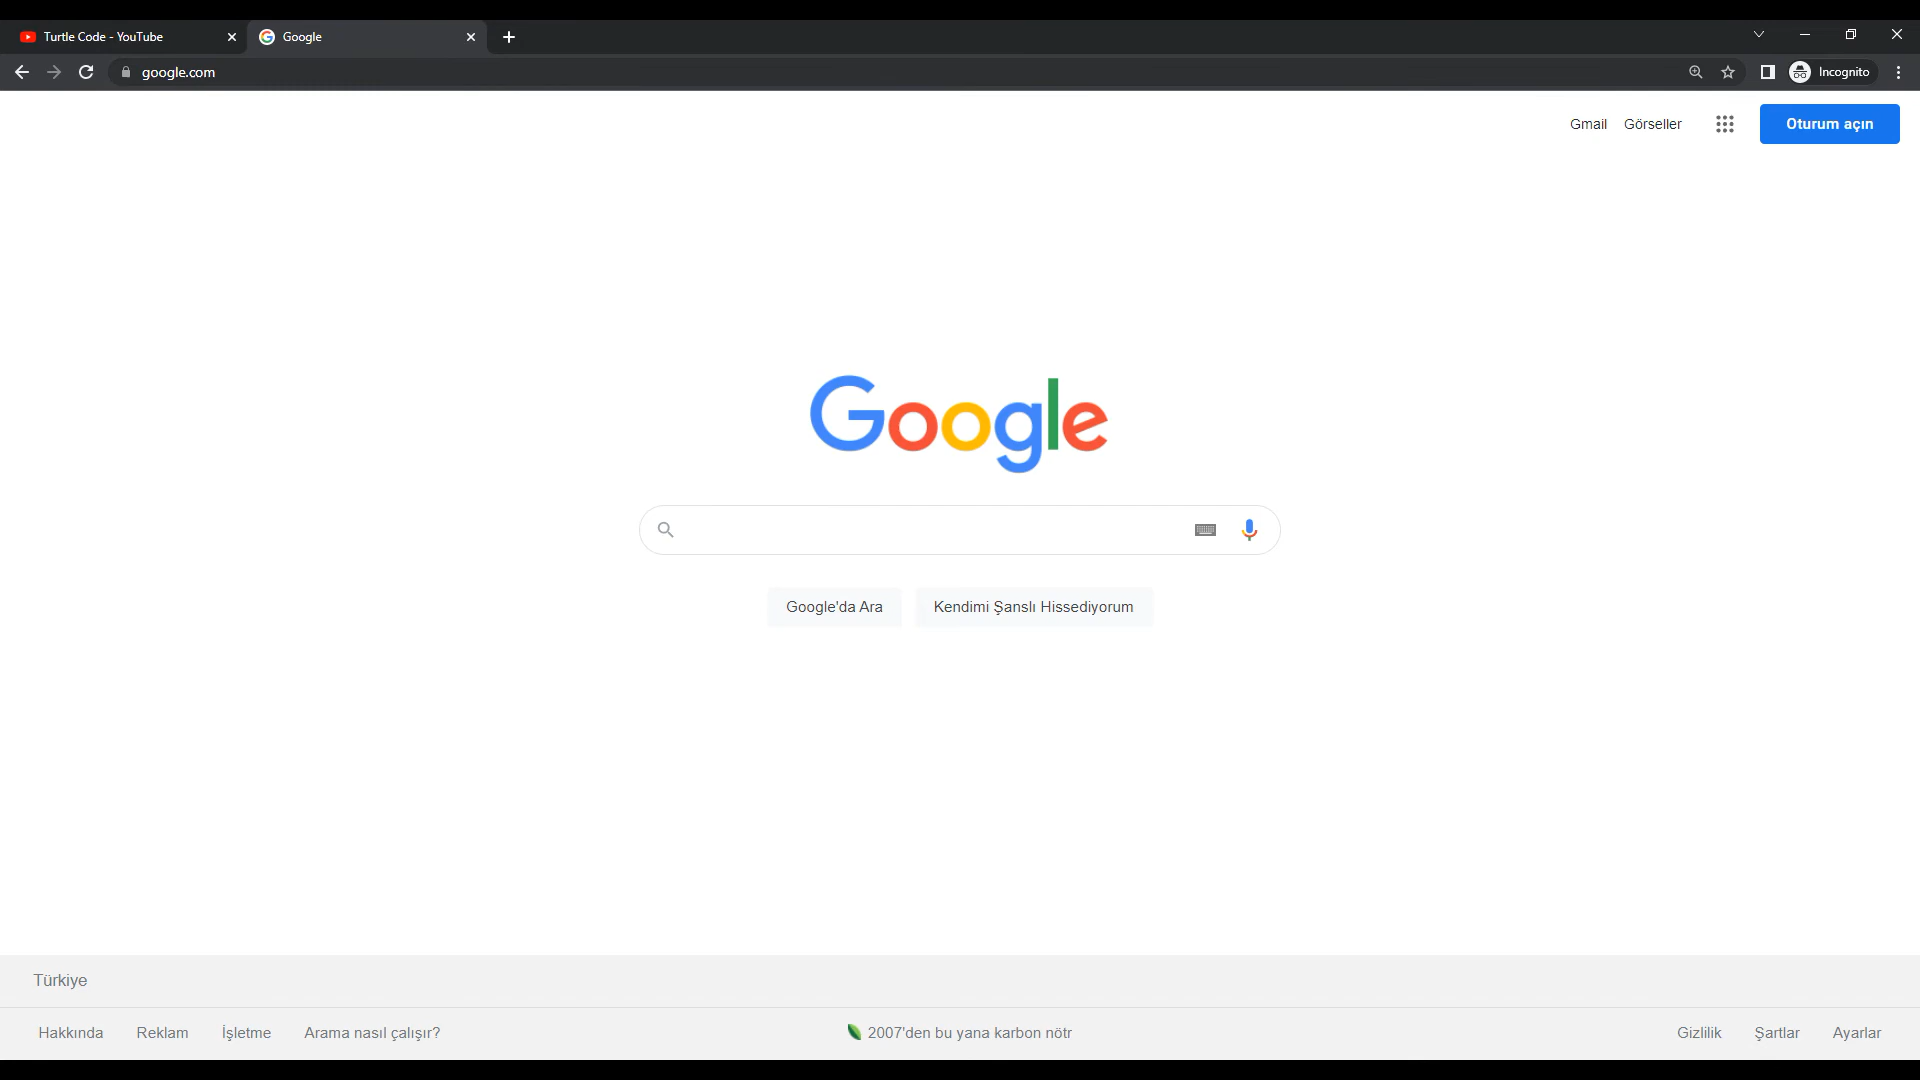 Turtle Code - YouTube
Google
google.com
Incognito
Gmail
Görseller
Oturum açın
Google
Google'da Ara
Kendimi Şanslı Hissediyorum
Türkiye
Hakkında
Reklam
İşletme
Arama nasıl çalışır?
2007'den bu yana karbon nötr
Gizlilik
Şartlar
Ayarlar